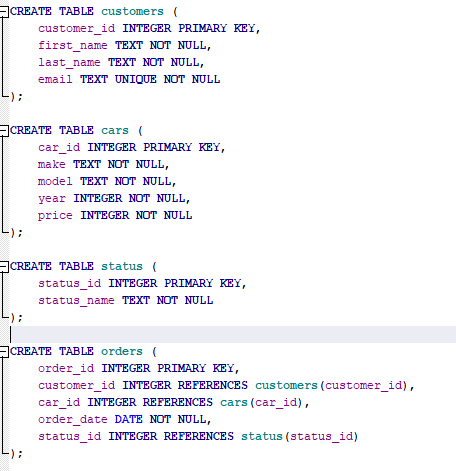 CREATE TABLE customers (
customer_id INTEGER PRIMARY KEY,
first_name TEXT NOT NULL,
last_name TEXT NOT NULL,
email TEXT UNIQUE NOT NULL
);
CREATE TABLE cars (
car_id INTEGER PRIMARY KEY,
make TEXT NOT NULL,
model TEXT NOT NULL,
year INTEGER NOT NULL,
price INTEGER NOT NULL
);
CREATE TABLE status (
status_id INTEGER PRIMARY KEY,
status_name TEXT NOT NULL
);
CREATE TABLE orders (
order_id INTEGER PRIMARY KEY,
customer_id INTEGER REFERENCES customers(customer_id),
car_id INTEGER REFERENCES cars(car_id),
order_date DATE NOT NULL,
status_id INTEGER REFERENCES status(status_id)
);